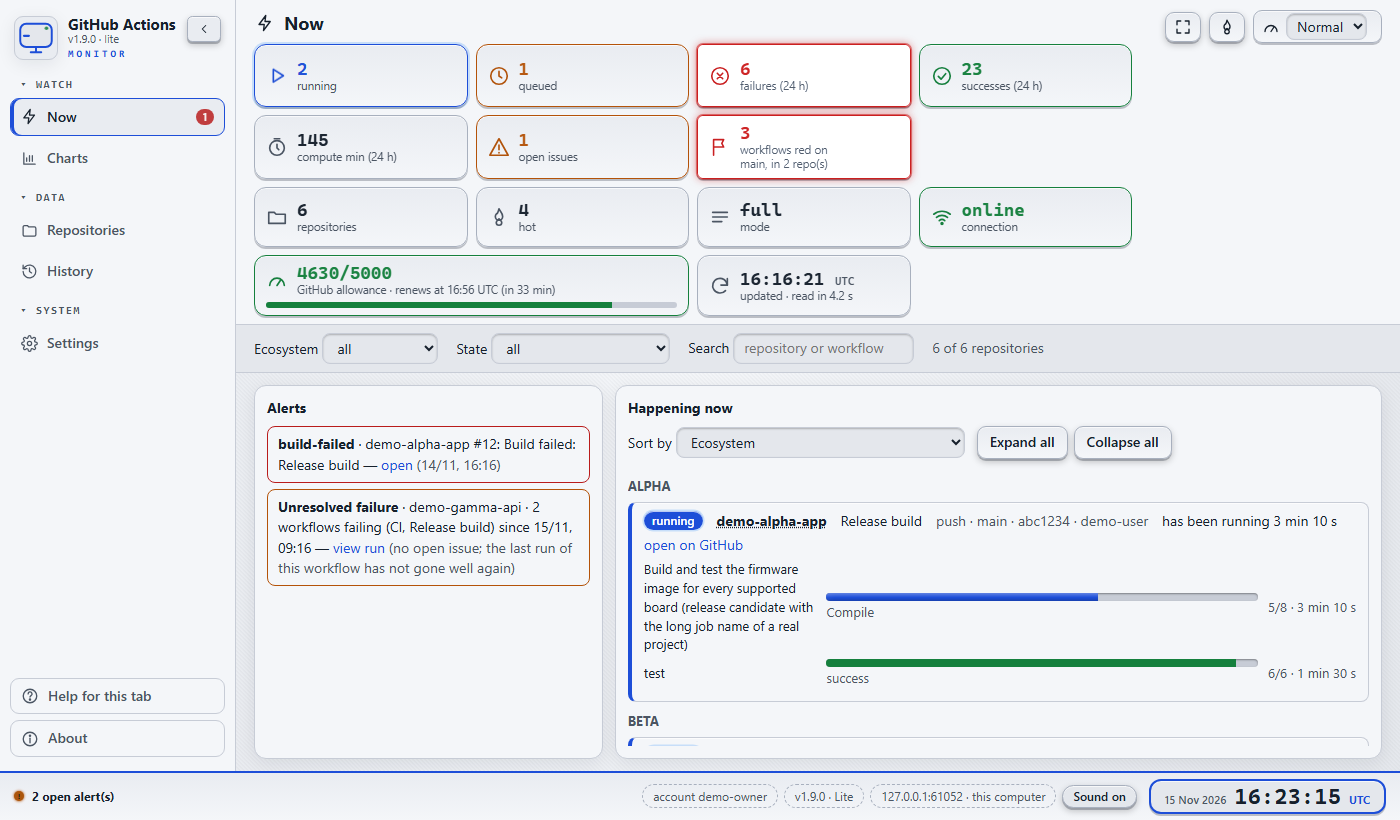 GitHub Actions
v1.9.0 · lite
MONITOR
WATCH
Now
1
Charts
DATA
Repositories
History
SYSTEM
Settings
Help for this tab
About
Now
Normal
2
running
1
queued
6
failures (24 h)
23
successes (24 h)
145
compute min (24 h)
1
open issues
3
workflows red on
main, in 2 repo(s)
6
repositories
4
hot
full
mode
online
connection
4630/5000
GitHub allowance · renews at 16:56 UTC (in 33 min)
16:16:21 UTC
updated · read in 4.2 s
Ecosystem all State all Search repository or workflow 6 of 6 repositories
Alerts
build-failed · demo-alpha-app #12: Build failed:
Release build — open (14/11, 16:16)
Unresolved failure · demo-gamma-api · 2
workflows failing (CI, Release build) since 15/11,
09:16 — view run (no open issue; the last run of
this workflow has not gone well again)
Happening now
Sort by Ecosystem Expand all Collapse all
ALPHA
running demo-alpha-app Release build push · main · abc1234 · demo-user has been running 3 min 10 s
open on GitHub
Build and test the firmware
image for every supported
board (release candidate with
the long job name of a real
project)
Compile
5/8 · 3 min 10 s
test
success
6/6 · 1 min 30 s
BETA
2 open alert(s)
account demo-owner
v1.9.0 · Lite
127.0.0.1:61052 · this computer
Sound on
15 Nov 2026 16:23:15 UTC